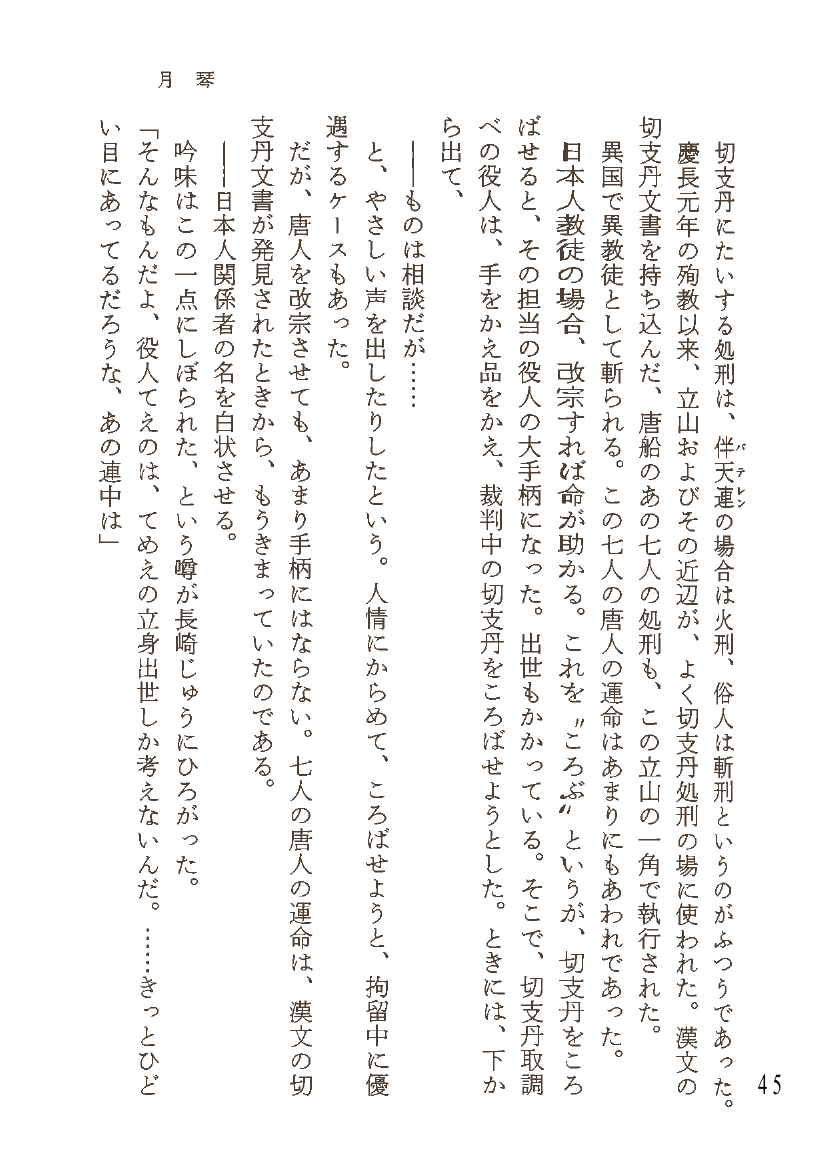 月琴
切支丹にたいする処刑は、伴天連の場合は火刑、俗人は斬刑というのがふつうであった。
バテレン
慶長元年の殉教以来、立山およびその近辺が、よく切支丹処刑の場に使われた。漢文の
切支丹文書を持ち込んだ、唐船のあの七人の処刑も、この立山の一角で執行された。
異国で異教徒として斬られる。この七人の唐人の運命はあまりにもあわれであった。
日本人教徒の場合、改宗すれば命が助かる。これを〝ころぶ〟というが、切支丹をころ
ばせると、その担当の役人の大手柄になった。出世もかかっている。そこで、切支丹取調
べの役人は、手をかえ品をかえ、裁判中の切支丹をころばせようとした。ときには、下か
ら出て、
――ものは相談だが……
と、やさしい声を出したりしたという。人情にからめて、ころばせようと、拘留中に優
遇するケースもあった。
だが、唐人を改宗させても、あまり手柄にはならない。七人の唐人の運命は、漢文の切
支丹文書が発見されたときから、もうきまっていたのである。
――日本人関係者の名を白状させる。
吟味はこの一点にしぼられた、という噂が長崎じゅうにひろがった。
「そんなもんだよ、役人てえのは、てめえの立身出世しか考えないんだ。……きっとひど
い目にあってるだろうな、あの連中は」
45